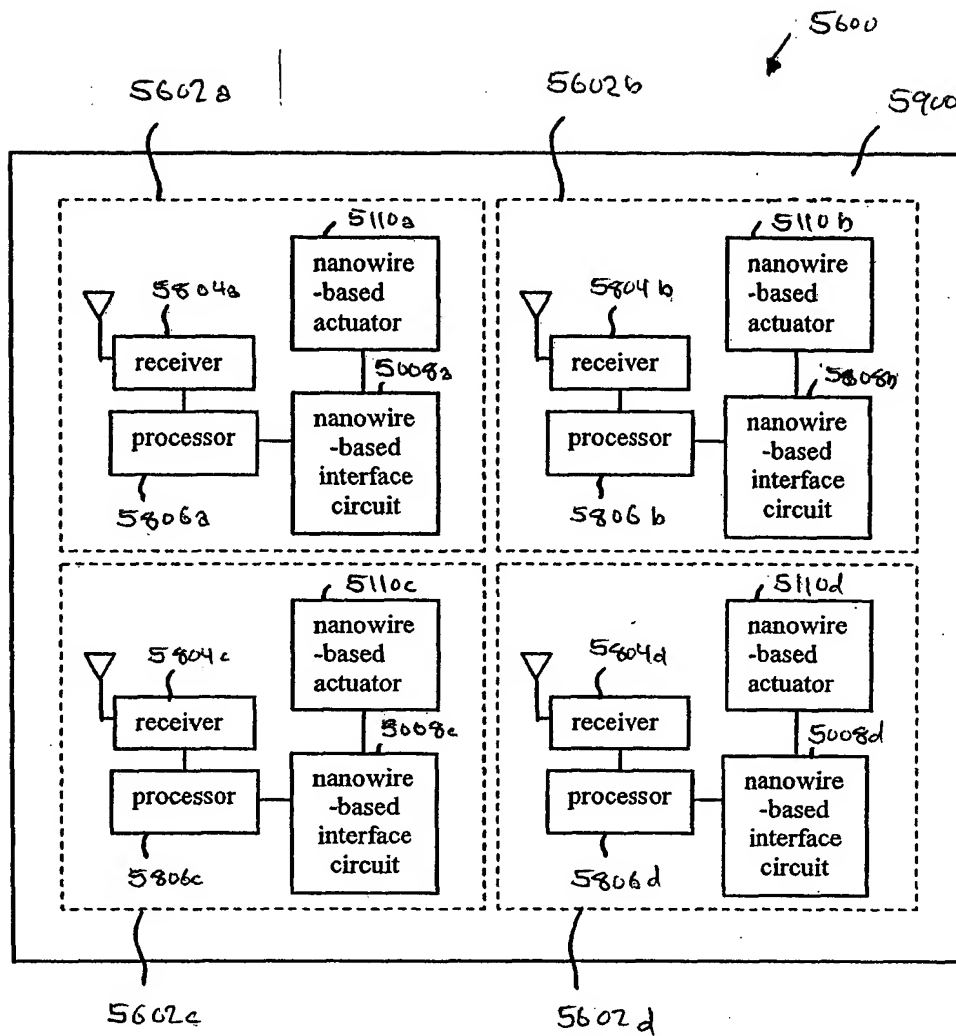 5600
5602a
5602b
5900
5110a
nanowire
-based
actuator
5804a
receiver
5008a
processor
nanowire
-based
interface
circuit
5806a
5110b
nanowire
-based
actuator
5804b
receiver
5808b
processor
nanowire
-based
interface
circuit
5806b
5110c
nanowire
-based
actuator
5804c
receiver
5008c
processor
nanowire
-based
interface
circuit
5806c
5110d
nanowire
-based
actuator
5804d
receiver
5008d
processor
nanowire
-based
interface
circuit
5806d
5602c
5602d